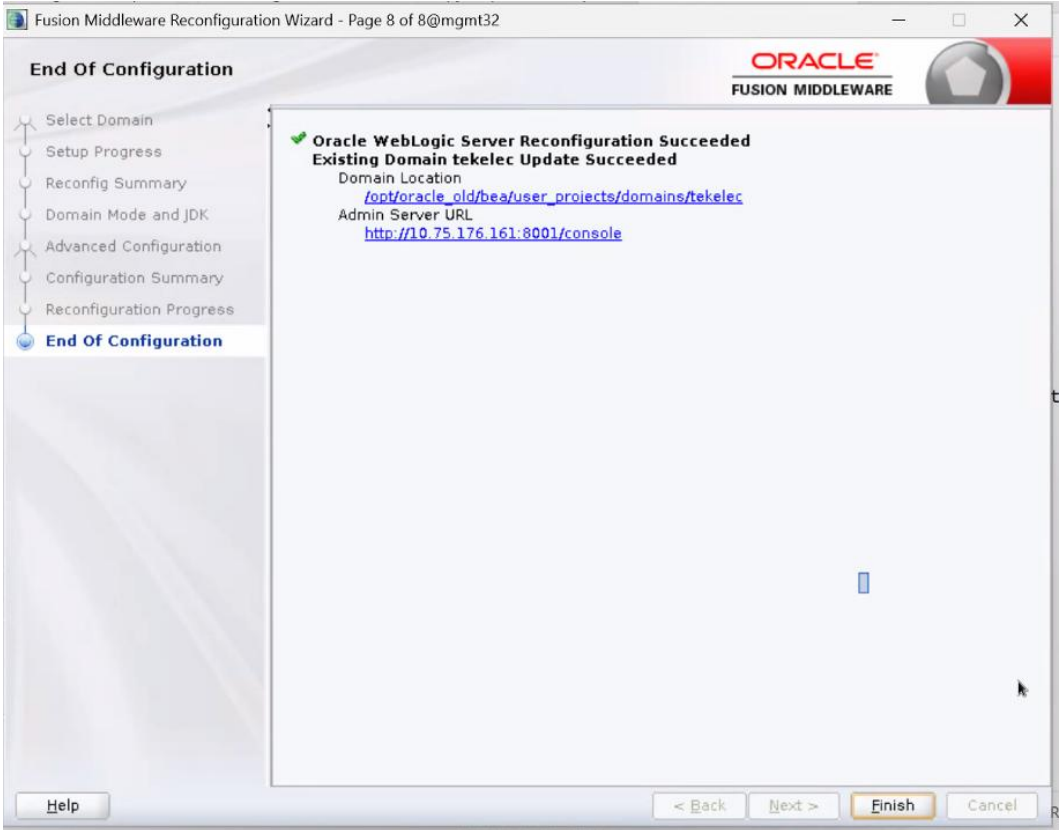 Fusion Middleware Reconfiguration Wizard - Page 8 of 8@mgmt32
End Of Configuration
ORACLE
FUSION MIDDLEWARE
Select Domain
Setup Progress
Reconfig Summary
Domain Mode and JDK
Advanced Configuration
Configuration Summary
Reconfiguration Progress
End Of Configuration
Oracle WebLogic Server Reconfiguration Succeeded
Existing Domain tekelec Update Succeeded
Domain Location
/opt/oracle_old/bea/user_projects/domains/tekelec
Admin Server URL
http://10.75.176.161:8001/console
Help
< Back
Next >
Finish
Cancel